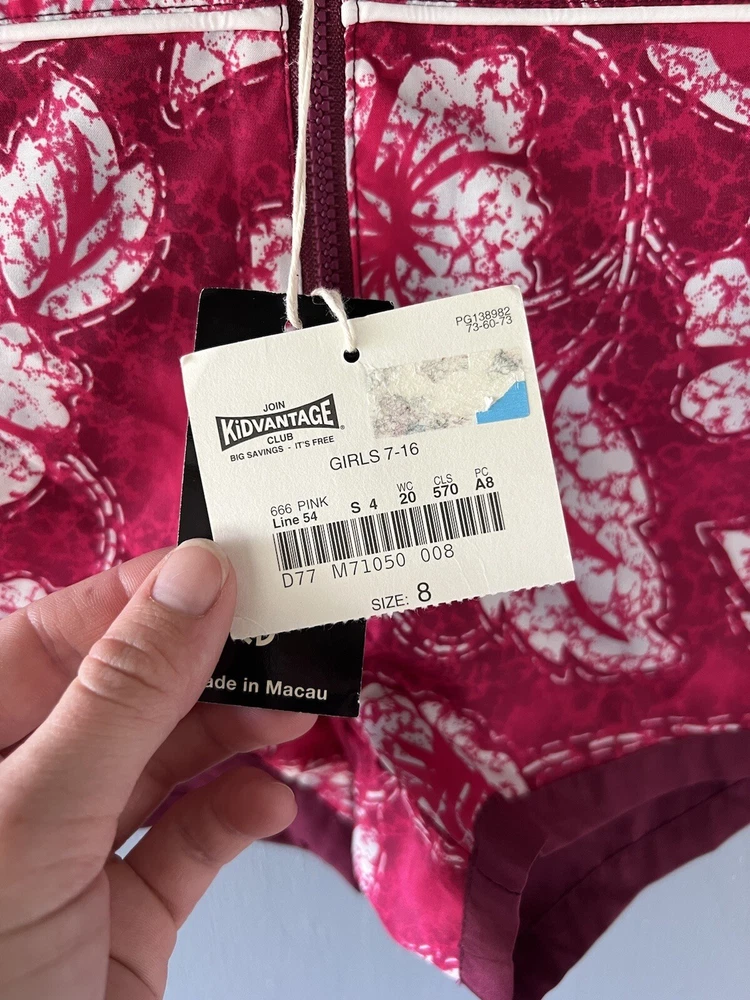 PG138982
73-60-73
JOIN
KiDVANTAGE®
CLUB
BIG SAVINGS - IT'S FREE
GIRLS 7-16
666 PINK S 4 WC CLS PC
Line 54 20 570 A8
D77 M71050 008
SIZE: 8
ade in Macau